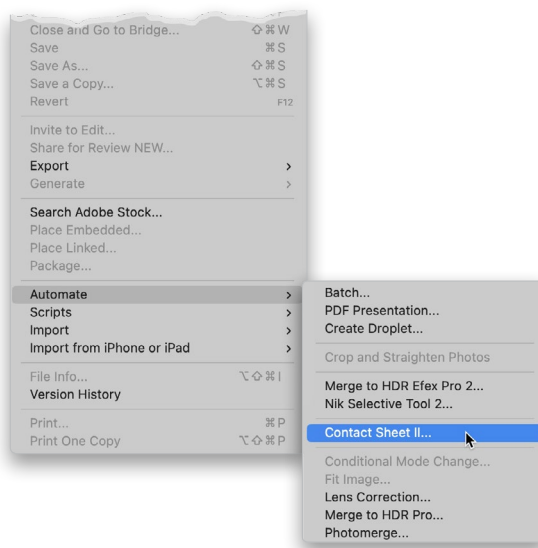 Close and Go to Bridge... ⇧⌘W
Save ⌘S
Save As... ⇧⌘S
Save a Copy... ⌥⌘S
Revert F12
Invite to Edit...
Share for Review NEW...
Export >
Generate >
Search Adobe Stock...
Place Embedded...
Place Linked...
Package...
Automate >
Scripts >
Import >
Import from iPhone or iPad >
File Info... ⌥⇧⌘I
Version History
Print... ⌘P
Print One Copy ⌥⇧⌘P
Batch...
PDF Presentation...
Create Droplet...
Crop and Straighten Photos
Merge to HDR Efex Pro 2...
Nik Selective Tool 2...
Contact Sheet II...
Conditional Mode Change...
Fit Image...
Lens Correction...
Merge to HDR Pro...
Photomerge...